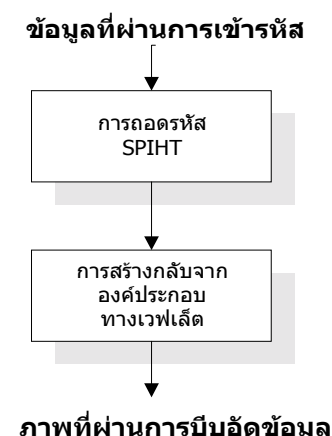 ข้อมูลที่ผ่านการเข้ารหัส
การถอดรหัส
SPIHT
การสร้างกลับจาก
องค์ประกอบ
ทางเวฟเล็ต
ภาพที่ผ่านการบีบอัดข้อมูล